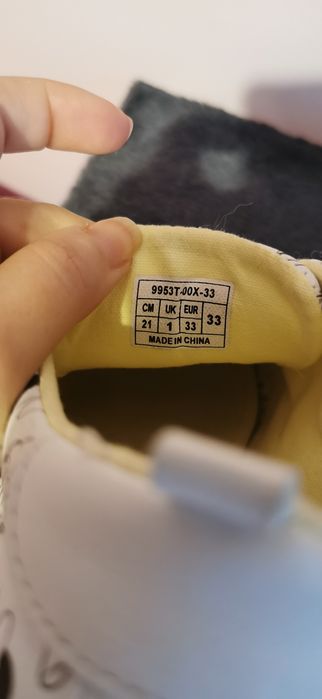 9953T-00X-33
CM UK EUR 33
21 1 33
MADE IN CHINA